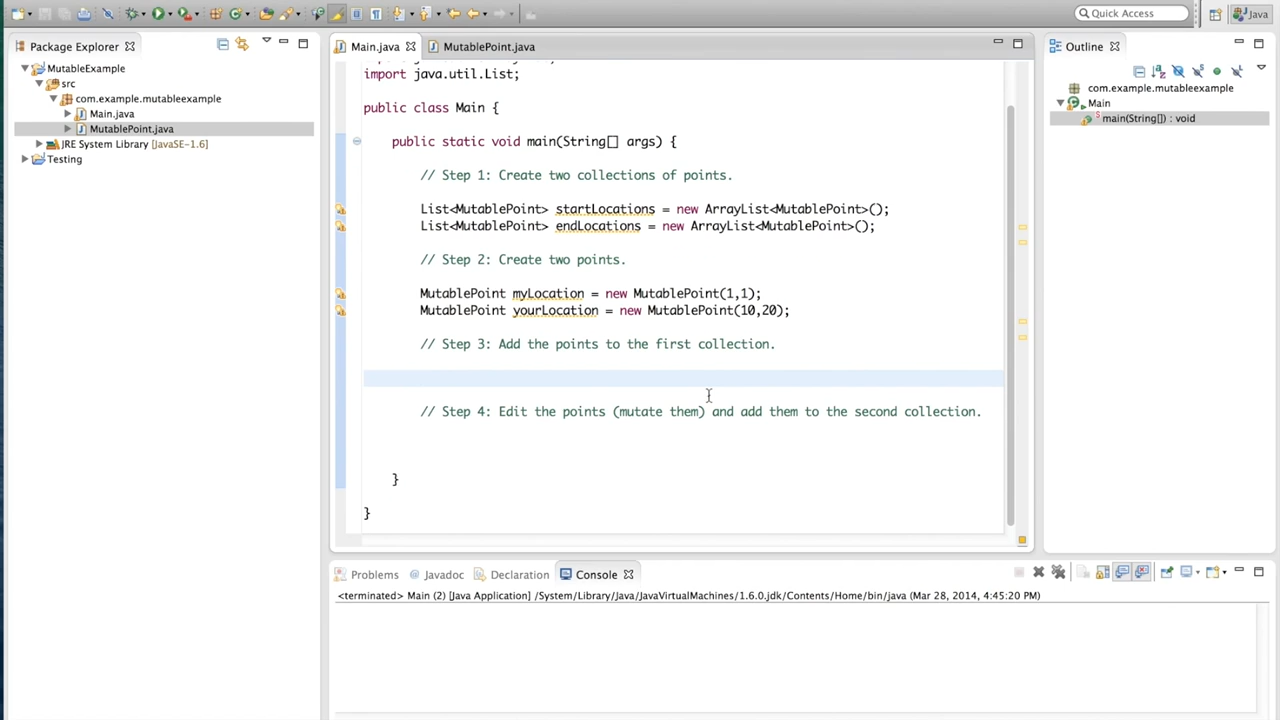 Quick Access
Java
Package Explorer
MutableExample
src
com.example.mutableexample
Main.java
MutablePoint.java
JRE System Library [JavaSE-1.6]
Testing
Main.java
MutablePoint.java
import java.util.List;
public class Main {
public static void main(String[] args) {
// Step 1: Create two collections of points.
List<MutablePoint> startLocations = new ArrayList<MutablePoint>();
List<MutablePoint> endLocations = new ArrayList<MutablePoint>();
// Step 2: Create two points.
MutablePoint myLocation = new MutablePoint(1,1);
MutablePoint yourLocation = new MutablePoint(10,20);
// Step 3: Add the points to the first collection.
// Step 4: Edit the points (mutate them) and add them to the second collection.
}
}
Outline
com.example.mutableexample
Main
main(String[]) : void
Problems
Javadoc
Declaration
Console
<terminated> Main (2) [Java Application] /System/Library/Java/JavaVirtualMachines/1.6.0.jdk/Contents/Home/bin/java (Mar 28, 2014, 4:45:20 PM)